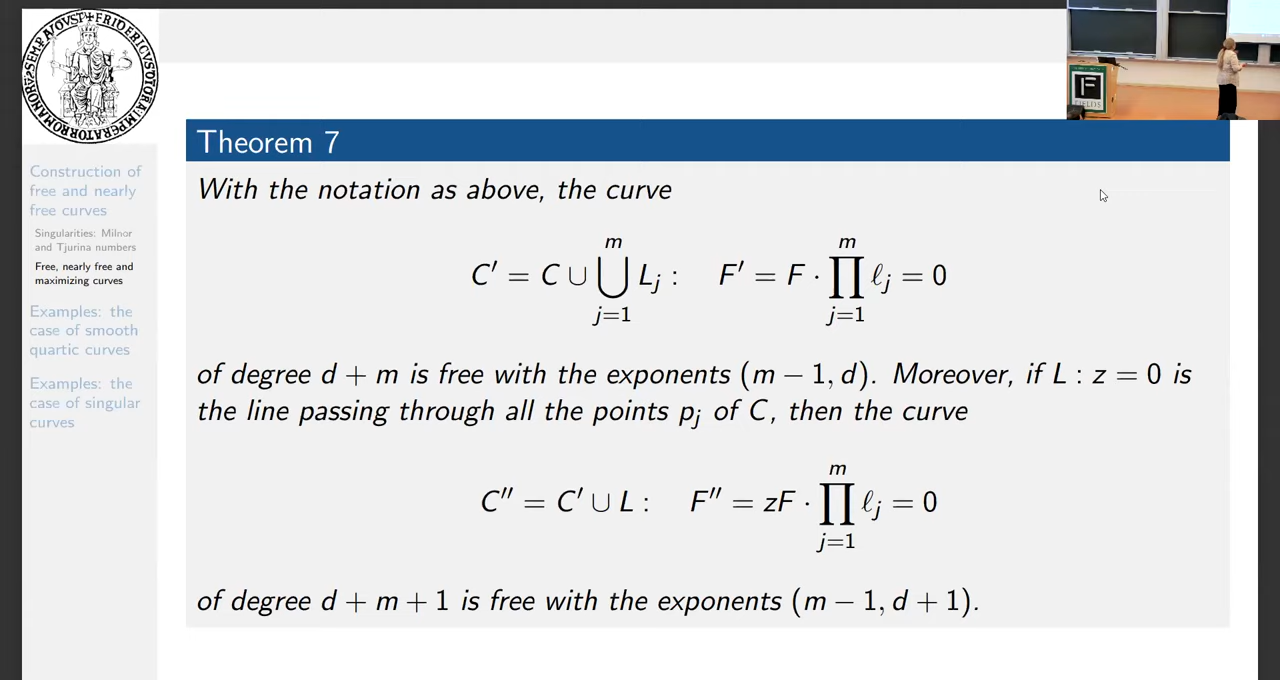 Construction of
free and nearly
free curves
Singularities: Milnor
and Tjurina numbers
Free, nearly free and
maximizing curves
Examples: the
case of smooth
quartic curves
Examples: the
case of singular
curves
Theorem 7
With the notation as above, the curve
C′ = C ∪ ⋃_{j=1}^{m} L_j : F′ = F · ∏_{j=1}^{m} ℓ_j = 0
of degree d + m is free with the exponents (m − 1, d). Moreover, if L : z = 0 is
the line passing through all the points p_j of C, then the curve
C″ = C′ ∪ L : F″ = zF · ∏_{j=1}^{m} ℓ_j = 0
of degree d + m + 1 is free with the exponents (m − 1, d + 1).
F
FIELDS